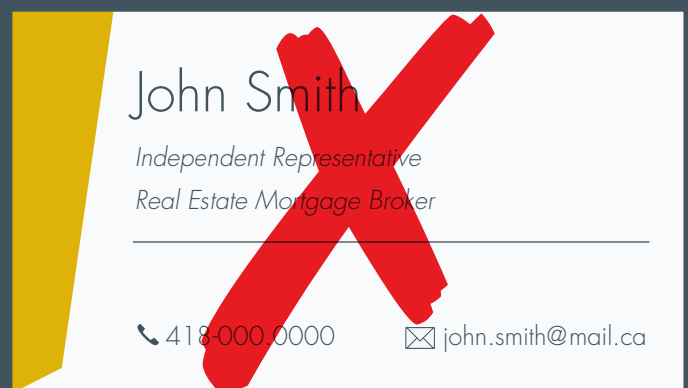 John Smith
Independent Representative
Real Estate Mortgage Broker
418-000.0000
john.smith@mail.ca